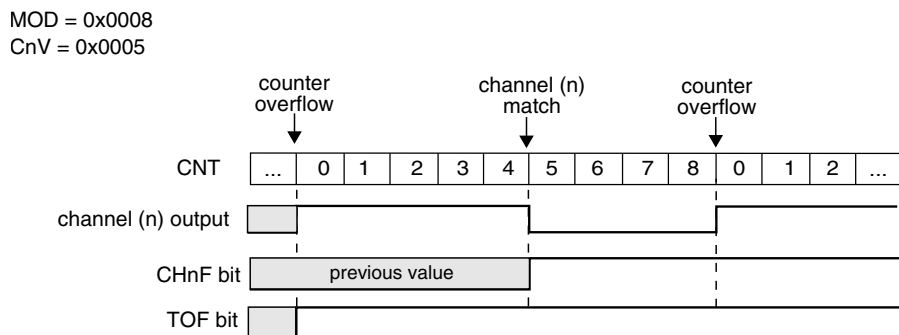 MOD = 0x0008
CnV = 0x0005
counter overflow
channel (n) match
counter overflow
CNT ... 0 1 2 3 4 5 6 7 8 0 1 2 ...
channel (n) output
CHnF bit previous value
TOF bit